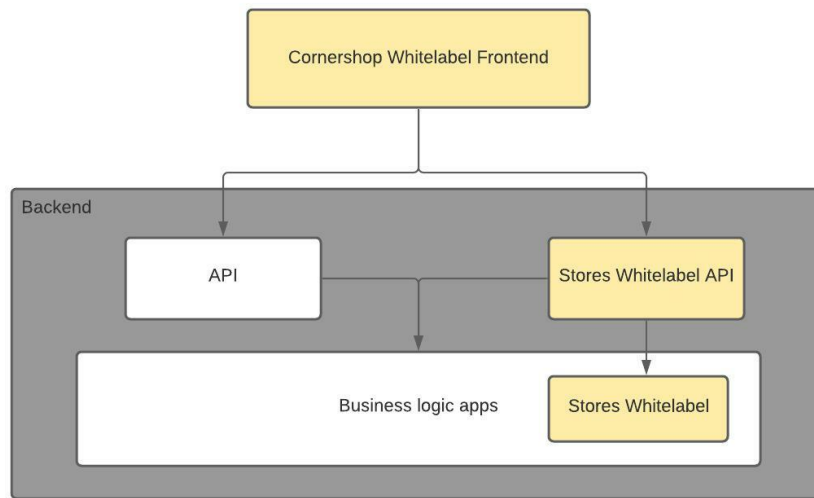 Cornershop Whitelabel Frontend
Backend
API
Stores Whitelabel API
Business logic apps
Stores Whitelabel